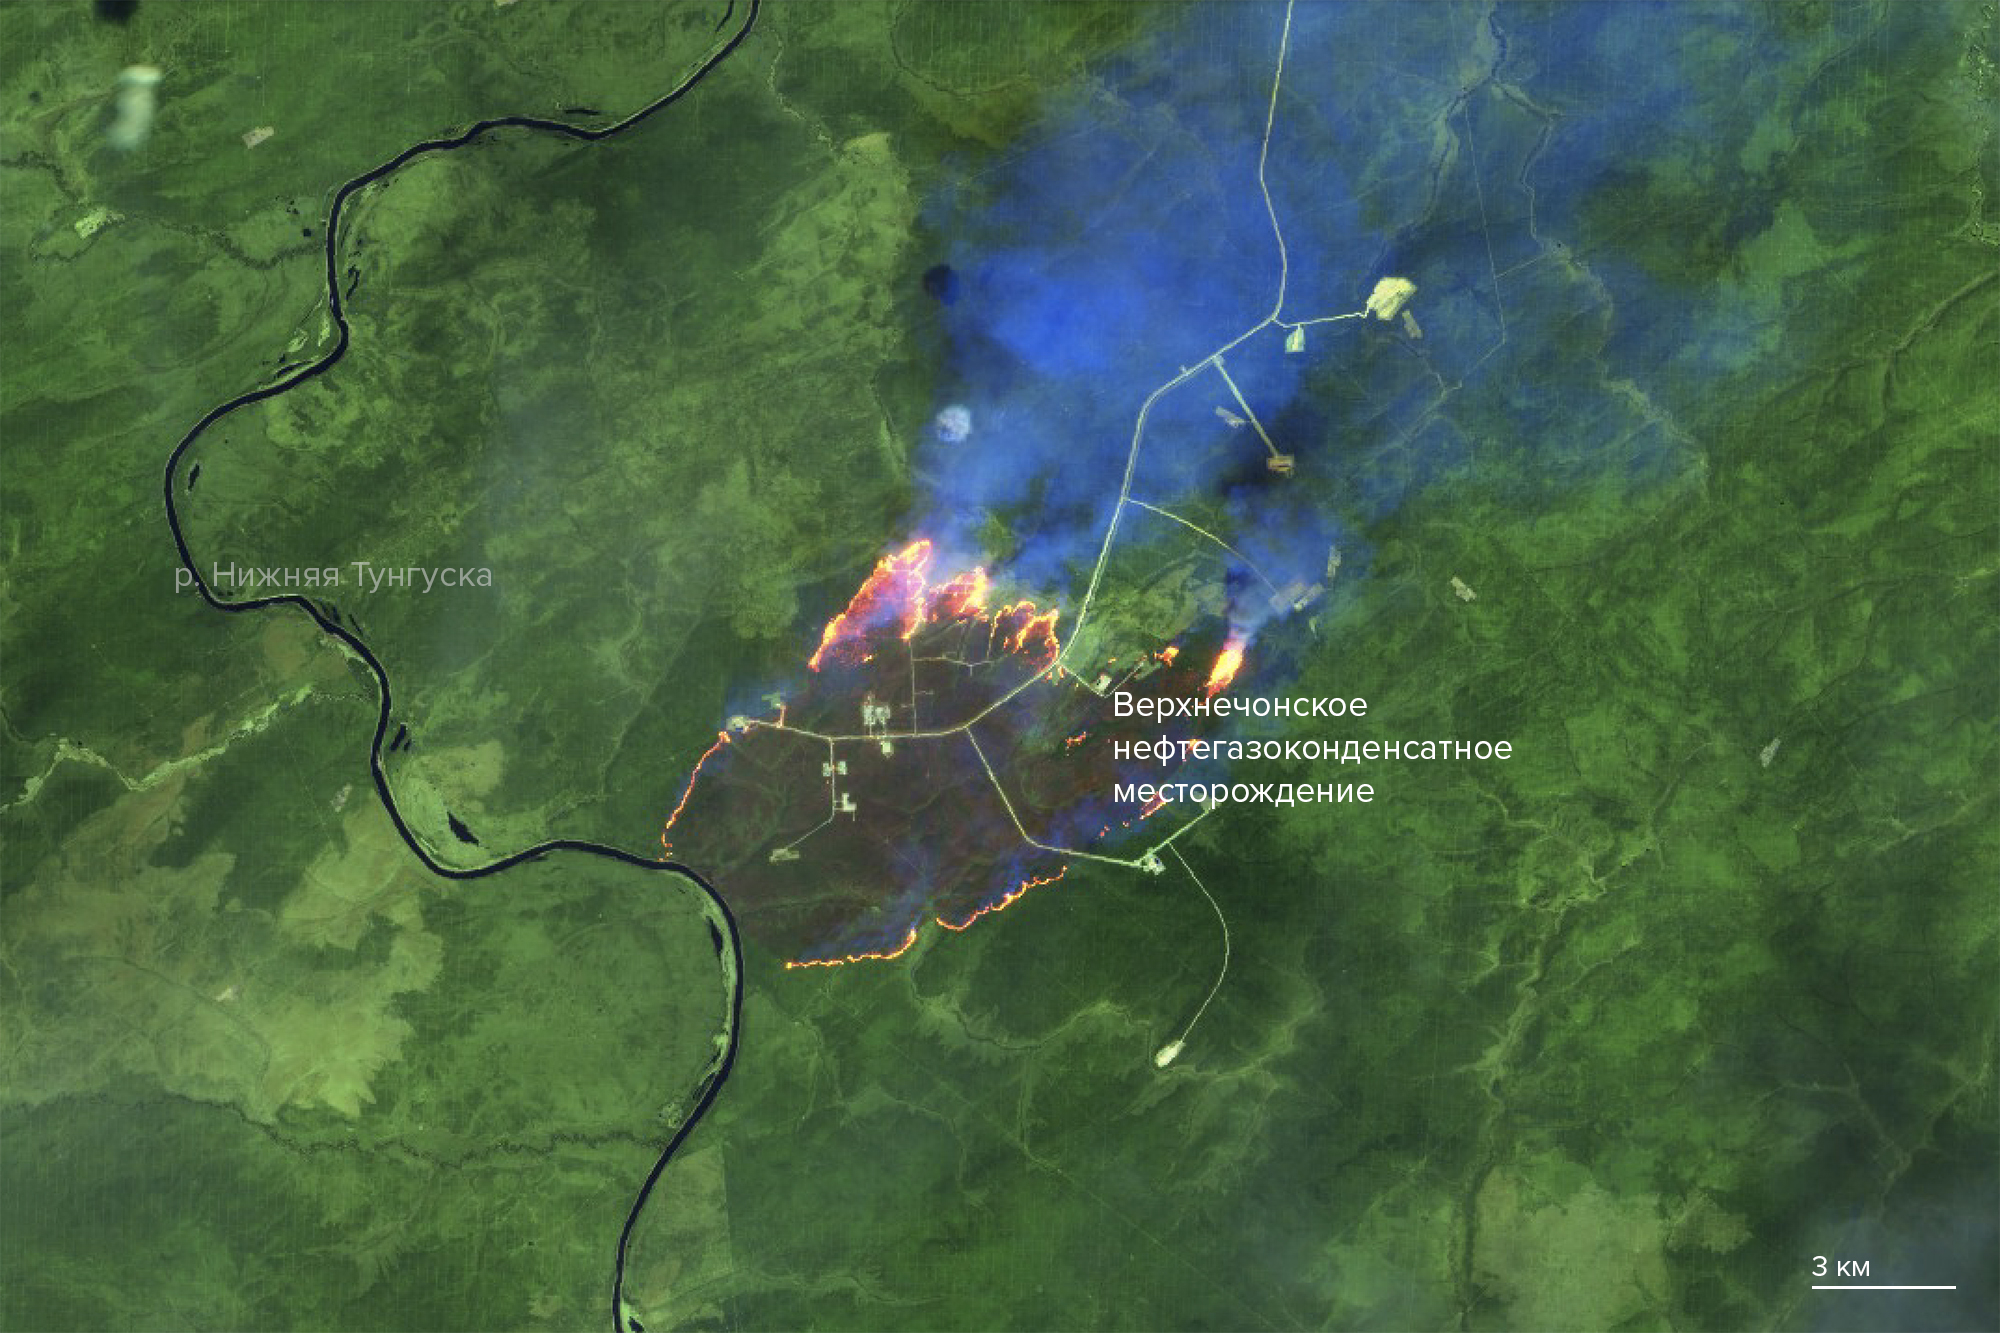 р. Нижняя Тунгуска
Верхнечонское
нефтегазоконденсатное
месторождение
3 км